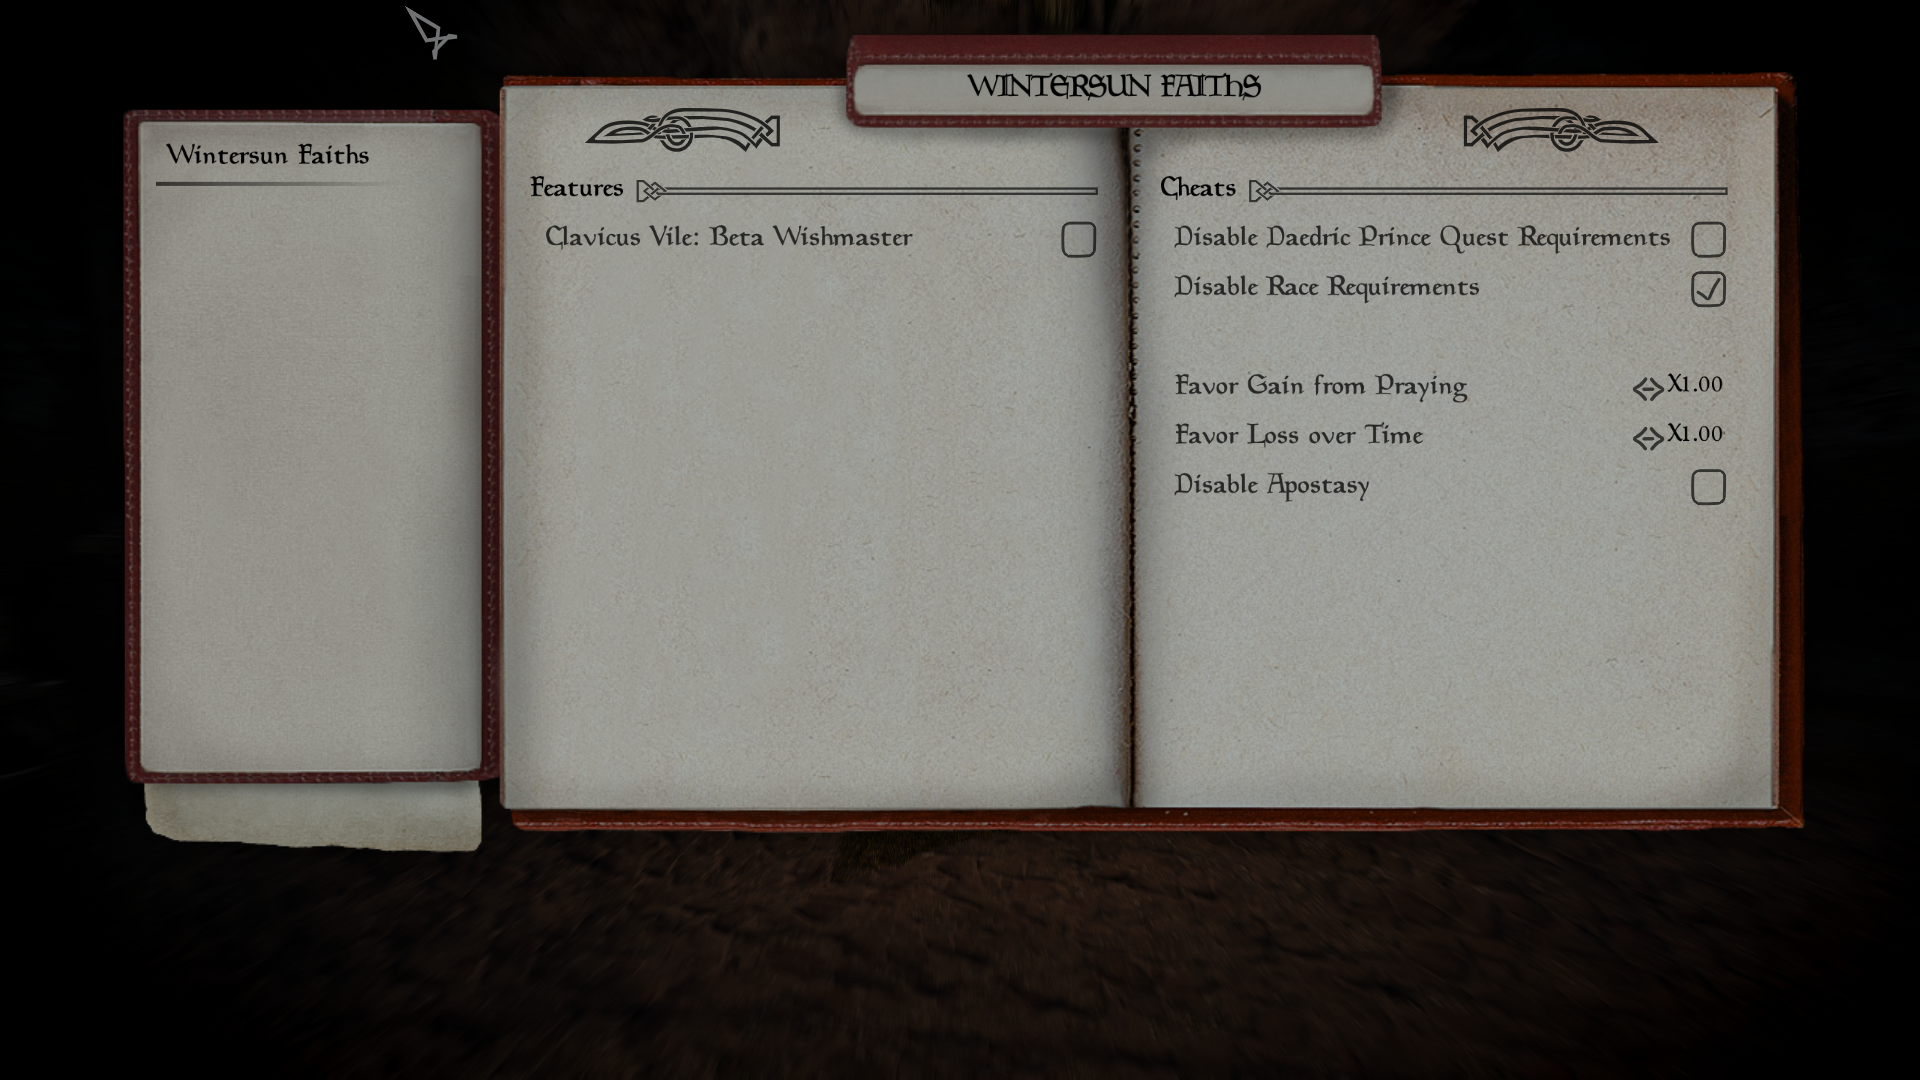 WINTERSUN FAIThS
Wintersun Faiths
Features
Clavicus Vile: Beta Wishmaster
Cheats
Disable Daedric Prince Quest Requirements
Disable Race Requirements
Favor Gain from Praying X1.00
Favor Loss over Time X1.00
Disable Apostasy